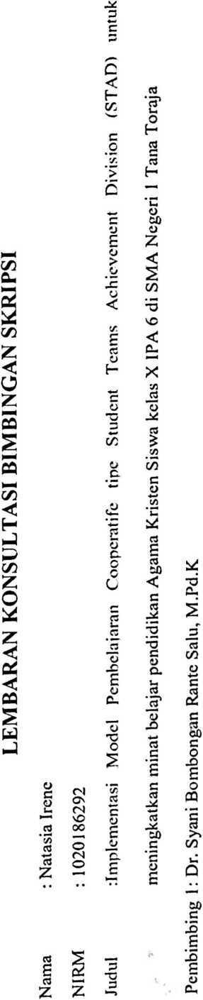 LEMBARAN KONSULTASI BIMBINGAN SKRIPSI
Nama : Natasia Irene
NIRM : 1020186292
Judul :Implementasi Model Pembelajaran Cooperatife tipe Student Teams Achievement Division (STAD) untuk
meningkatkan minat belajar pendidikan Agama Kristen Siswa kelas X IPA 6 di SMA Negeri 1 Tana Toraja
Pembimbing 1: Dr. Syani Bombongan Rante Salu, M.Pd.K